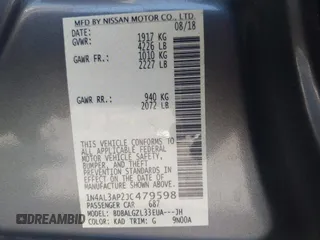 MFD BY NISSAN MOTOR CO., LTD.
DATE: 08/18
GVWR: 1917 KG
4226 LB
GAWR FR.: 1010 KG
2227 LB
GAWR RR.: 940 KG
2072 LB
THIS VEHICLE CONFORMS TO ALL
APPLICABLE FEDERAL MOTOR VEHICLE
SAFETY, BUMPER, AND THEFT
PREVENTION STANDARDS IN EFFECT ON
THE DATE OF MANUFACTURE SHOWN ABOVE.
1N4AL3AP2JC479598
PASSENGER CAR 687
MODEL: BDBALGZL33EUA---JH
COLOR: KAD TRIM: G 9N00A
AutoHelperBot